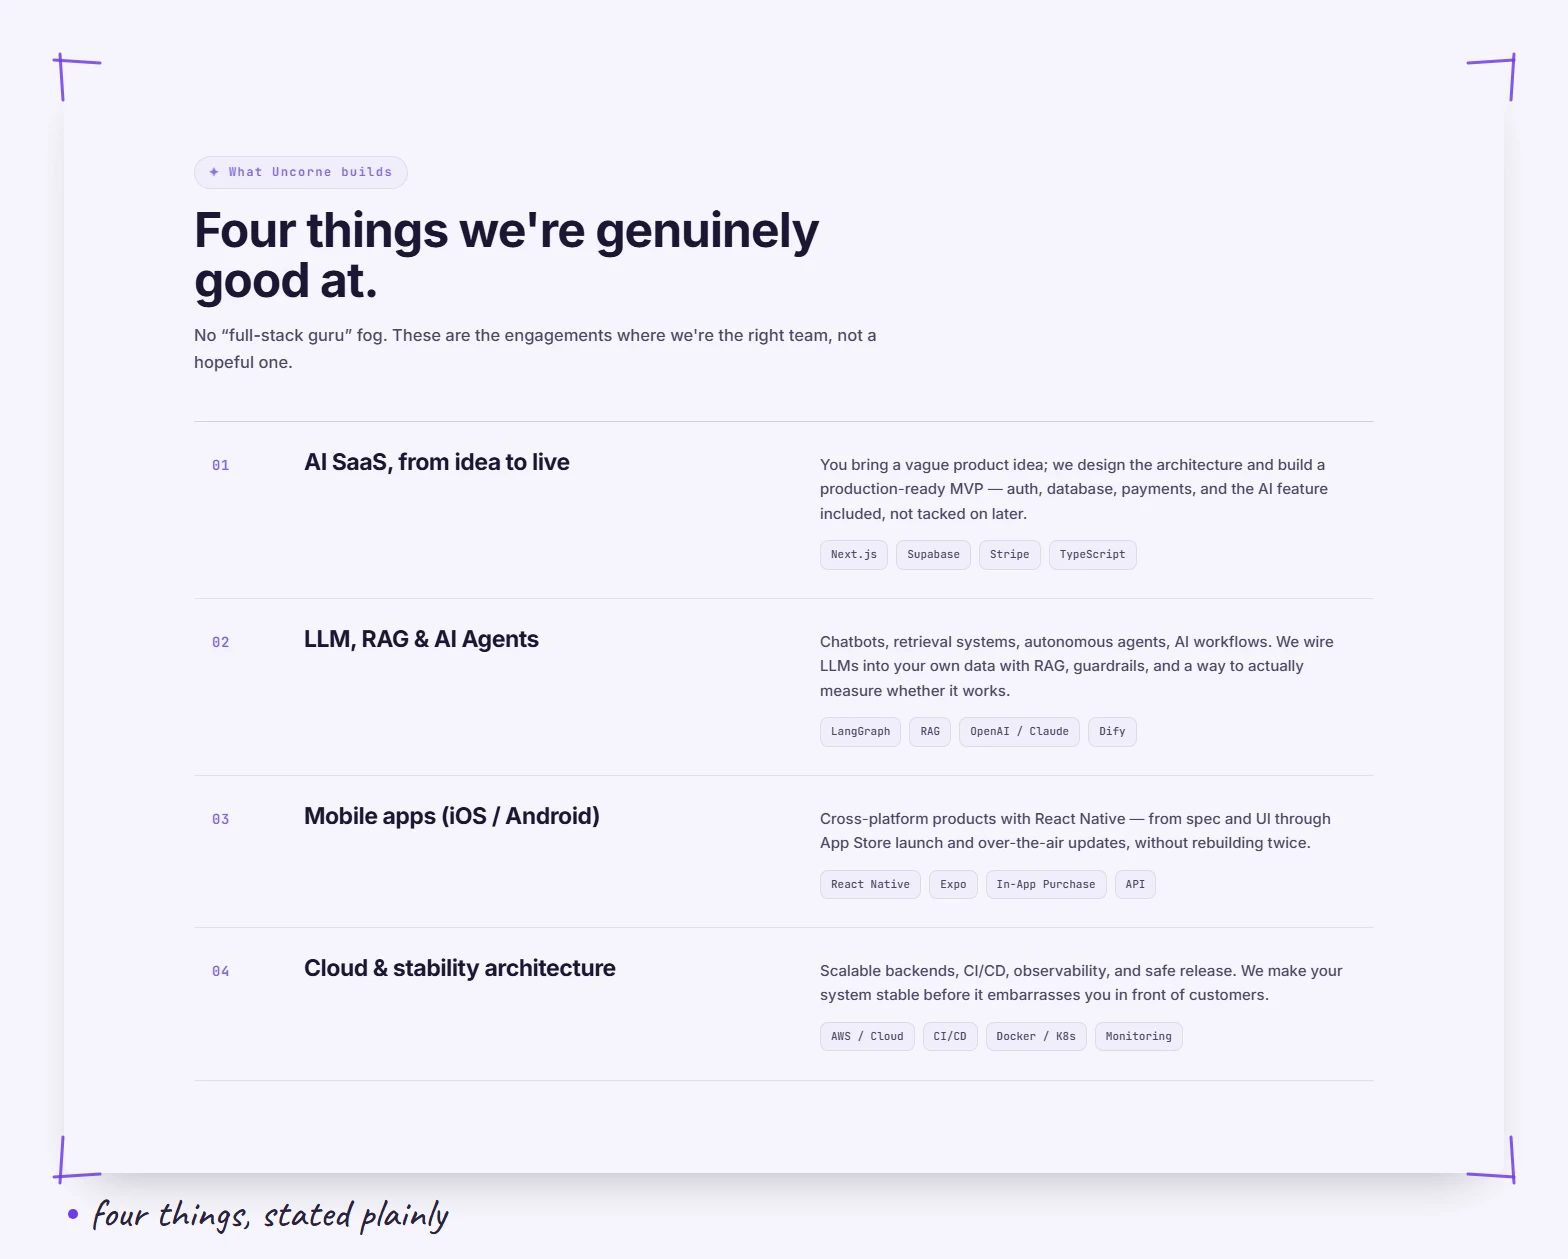 ✦ What Uncorne builds
Four things we're genuinely
good at.
No “full-stack guru” fog. These are the engagements where we're the right team, not a
hopeful one.
01
AI SaaS, from idea to live
You bring a vague product idea; we design the architecture and build a
production-ready MVP — auth, database, payments, and the AI feature
included, not tacked on later.
Next.js Supabase Stripe TypeScript
02
LLM, RAG & AI Agents
Chatbots, retrieval systems, autonomous agents, AI workflows. We wire
LLMs into your own data with RAG, guardrails, and a way to actually
measure whether it works.
LangGraph RAG OpenAI / Claude Dify
03
Mobile apps (iOS / Android)
Cross-platform products with React Native — from spec and UI through
App Store launch and over-the-air updates, without rebuilding twice.
React Native Expo In-App Purchase API
04
Cloud & stability architecture
Scalable backends, CI/CD, observability, and safe release. We make your
system stable before it embarrasses you in front of customers.
AWS / Cloud CI/CD Docker / K8s Monitoring
four things, stated plainly